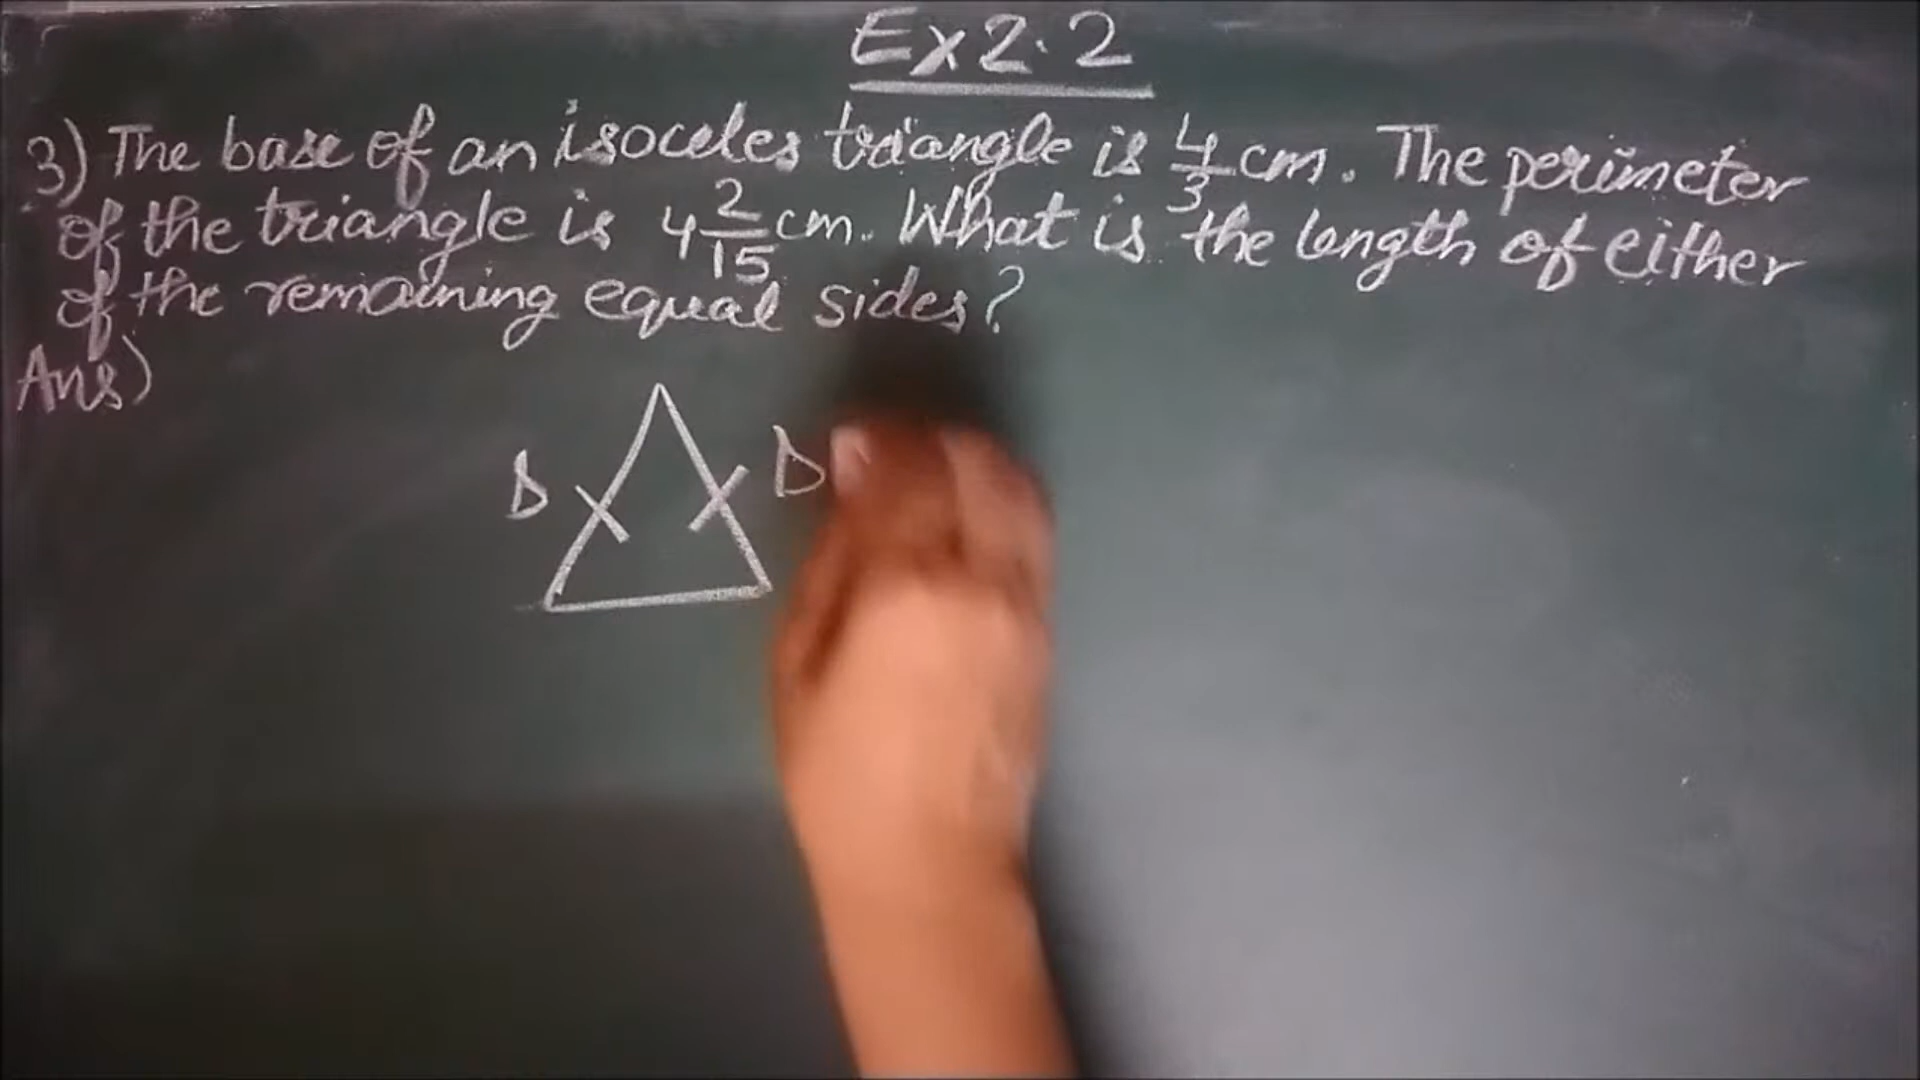 Ex 2.2
3) The base of an isoceles triangle is 4/3 cm. The perimeter
of the triangle is 4 2/15 cm. What is the length of either
of the remaining equal sides?
Ans)